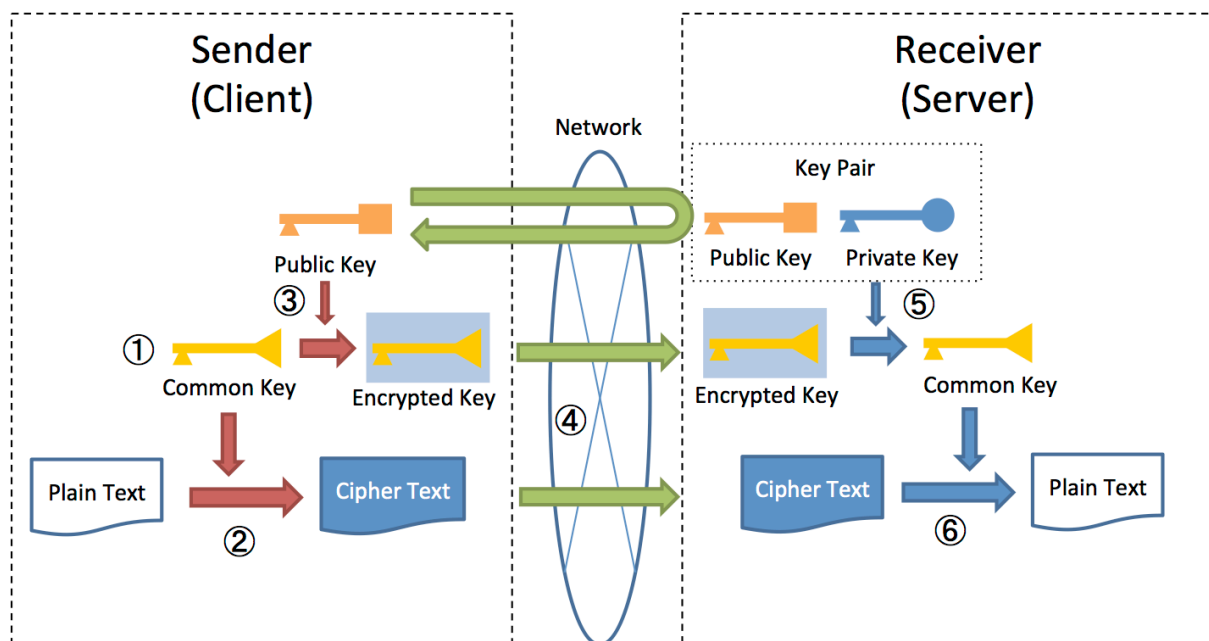 Sender
(Client)
Receiver
(Server)
Network
Key Pair
Public Key
Public Key
Private Key
③
⑤
①
Common Key
Encrypted Key
Encrypted Key
Common Key
④
Plain Text
Cipher Text
Cipher Text
Plain Text
②
⑥